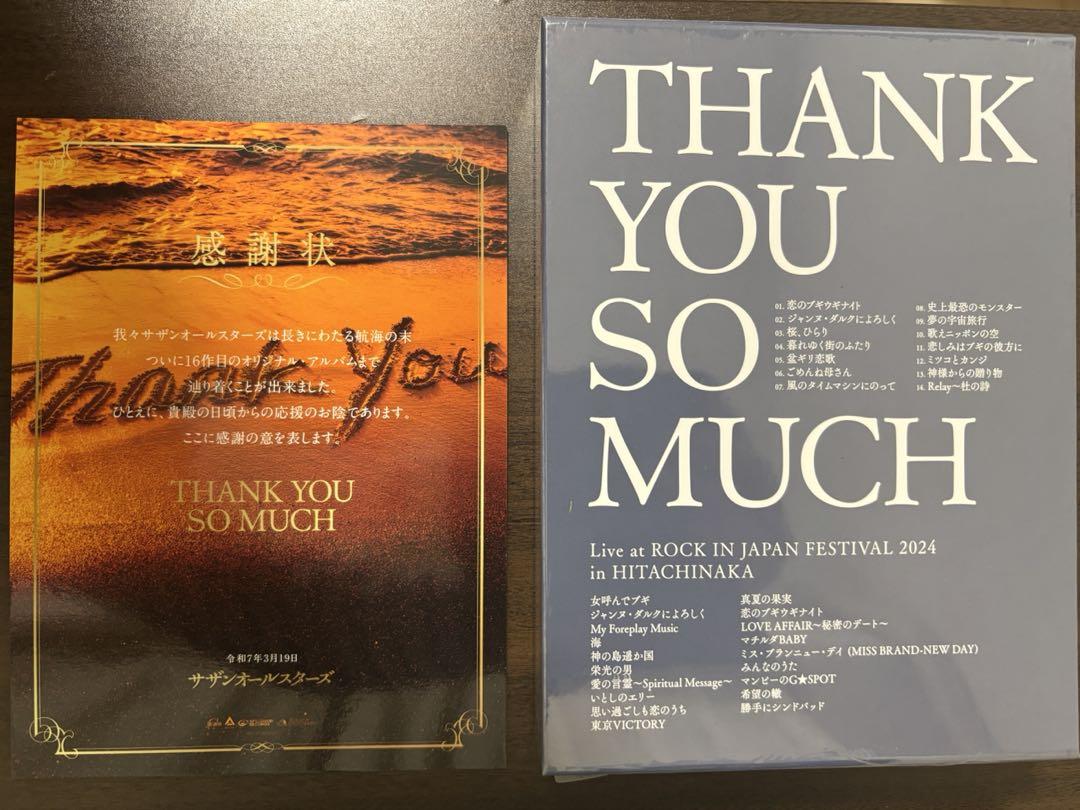 感謝状
我々サザンオールスターズは長きにわたる航海の末
ついに16作目のオリジナル・アルバムまで
辿り着くことが出来ました。
ひとえに、貴殿の日頃からの応援のお陰であります。
ここに感謝の意を表します。
Thank You
THANK YOU
SO MUCH
令和7年3月19日
サザンオールスターズ
THANK
YOU
SO
MUCH
01. 恋のブギウギナイト
02. ジャンヌ・ダルクによろしく
03. 桜、ひらり
04. 暮れゆく街のふたり
05. 盆ギリ恋歌
06. ごめんね母さん
07. 風のタイムマシンにのって
08. 史上最恐のモンスター
09. 夢の宇宙旅行
10. 歌えニッポンの空
11. 悲しみはブギの彼方に
12. ミツコとカンジ
13. 神様からの贈り物
14. Relay〜杜の詩
Live at ROCK IN JAPAN FESTIVAL 2024
in HITACHINAKA
女呼んでブギ
ジャンヌ・ダルクによろしく
My Foreplay Music
海
神の島遥か国
栄光の男
愛の言霊〜Spiritual Message〜
いとしのエリー
思い過ごしも恋のうち
東京VICTORY
真夏の果実
恋のブギウギナイト
LOVE AFFAIR〜秘密のデート〜
マチルダBABY
ミス・ブランニュー・デイ (MISS BRAND-NEW DAY)
みんなのうた
マンピーのG★SPOT
希望の轍
勝手にシンドバッド